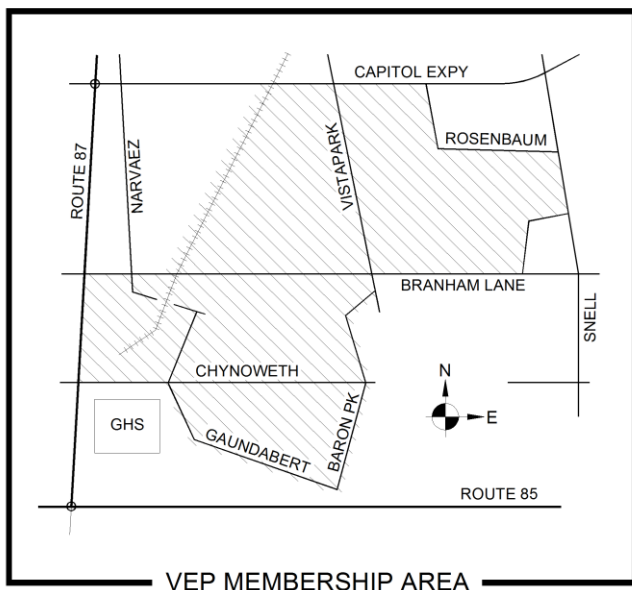 CAPITOL EXPY
ROSENBAUM
ROUTE 87
NARVAEZ
VISTAPARK
BRANHAM LANE
SNELL
CHYNOWETH
N
E
GHS
GAUNDABERT
BARON PK
ROUTE 85
VEP MEMBERSHIP AREA